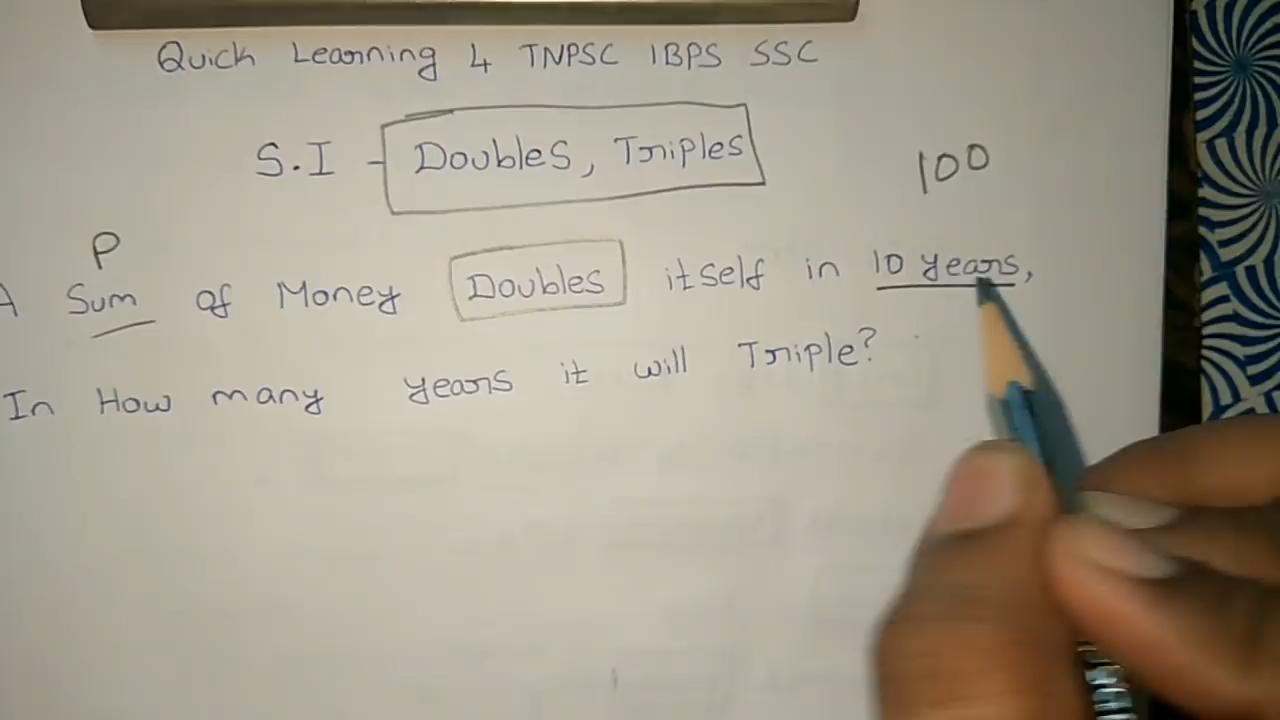 Quick Learning 4 TNPSC IBPS SSC
S.I - Doubles, Triples
100
P
A Sum of Money Doubles itself in 10 years,
In How many years it will Triple?